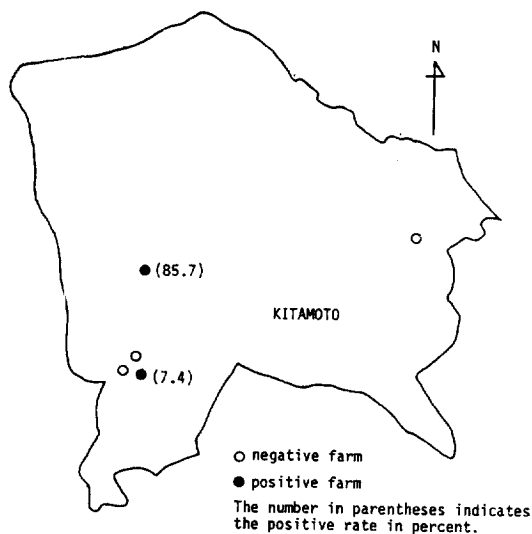 N
(85.7)
KITAMOTO
(7.4)
negative farm
positive farm
The number in parentheses indicates
the positive rate in percent.